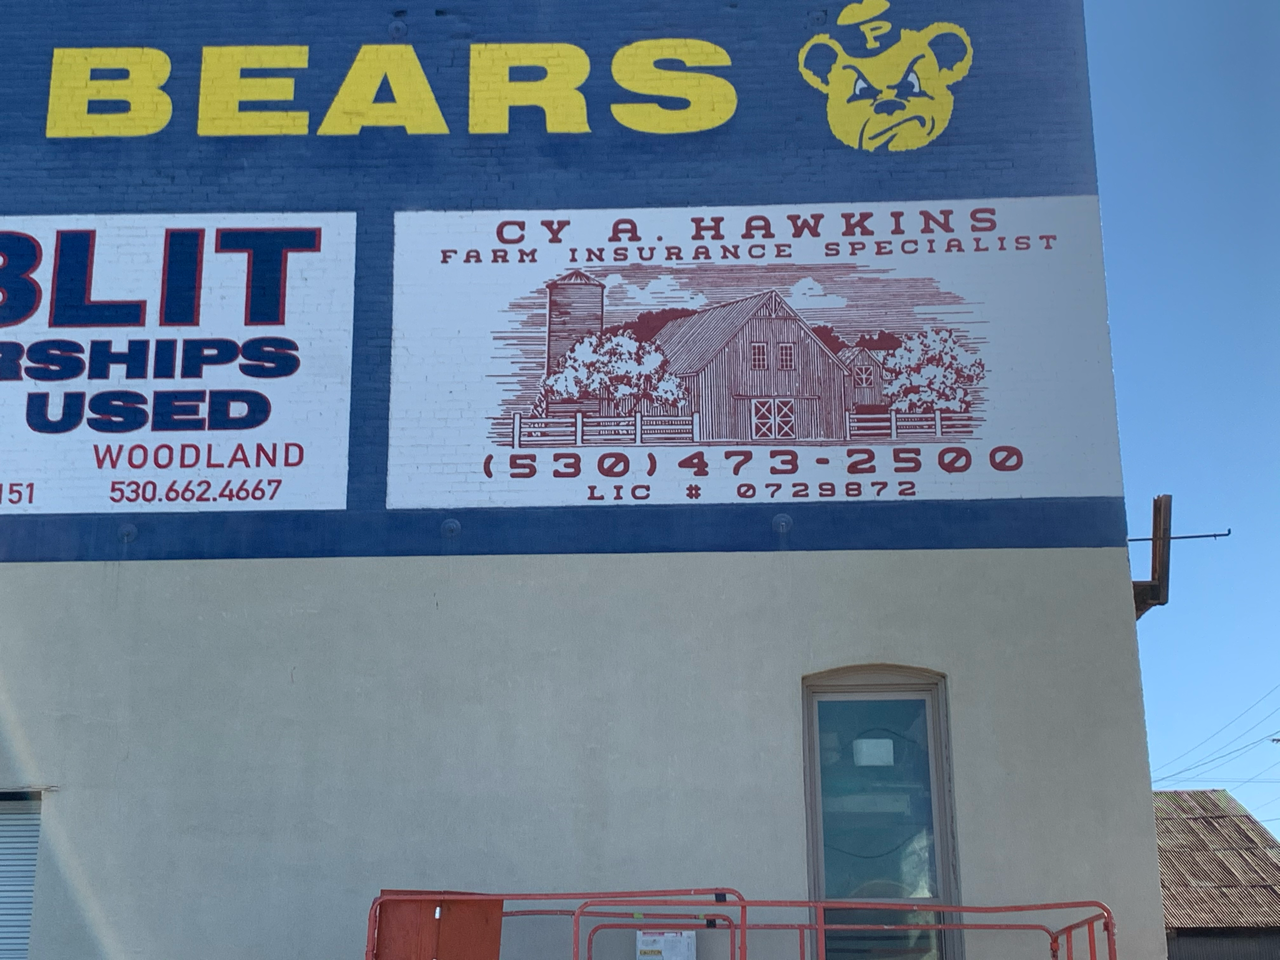 BEARS
P
BLIT
RSHIPS
USED
WOODLAND
151 530.662.4667
CY A. HAWKINS
FARM INSURANCE SPECIALIST
(530)473-2500
LIC # 0729872